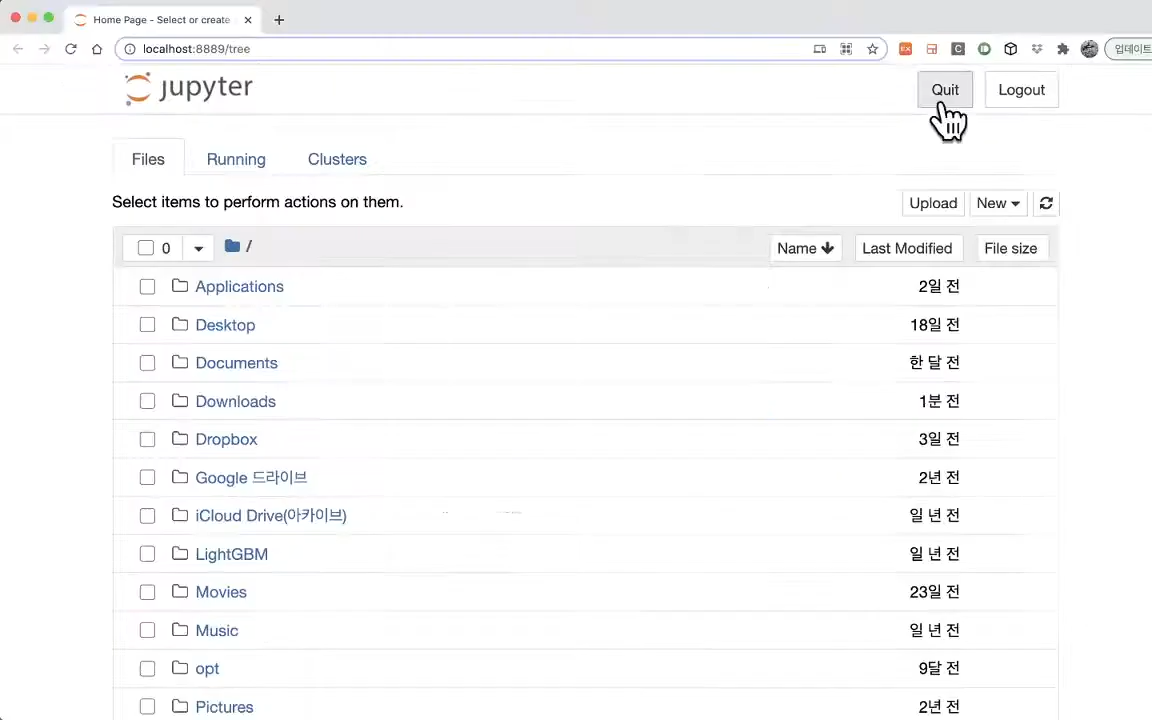 Home Page - Select or create
localhost:8889/tree
업데이트
jupyter
Quit
Logout
Files
Running
Clusters
Select items to perform actions on them.
Upload
New
0
/
Name
Last Modified
File size
Applications
2일 전
Desktop
18일 전
Documents
한 달 전
Downloads
1분 전
Dropbox
3일 전
Google 드라이브
2년 전
iCloud Drive(아카이브)
일 년 전
LightGBM
일 년 전
Movies
23일 전
Music
일 년 전
opt
9달 전
Pictures
2년 전